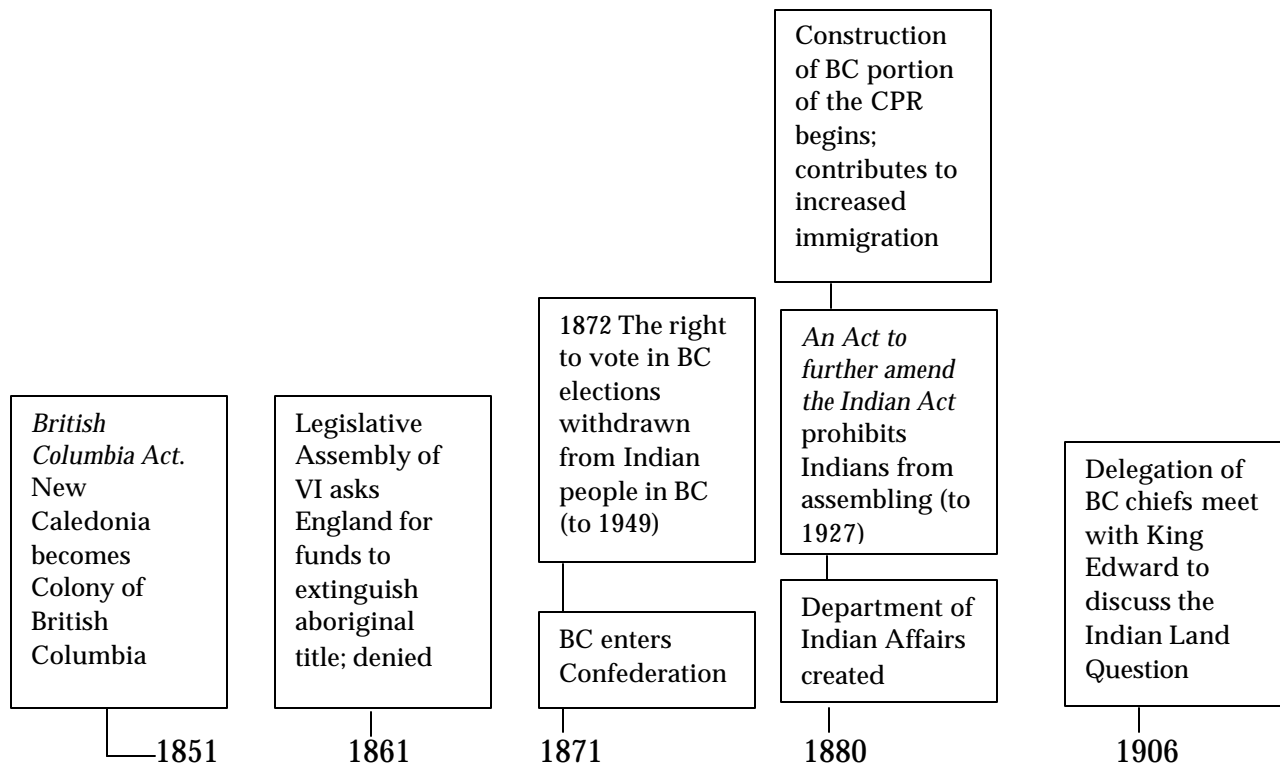 Construction
of BC portion
of the CPR
begins;
contributes to
increased
immigration
1872 The right
to vote in BC
elections
withdrawn
from Indian
people in BC
(to 1949)
An Act to
further amend
the Indian Act
prohibits
Indians from
assembling (to
1927)
British
Columbia Act.
New
Caledonia
becomes
Colony of
British
Columbia
Legislative
Assembly of
VI asks
England for
funds to
extinguish
aboriginal
title; denied
BC enters
Confederation
Department of
Indian Affairs
created
Delegation of
BC chiefs meet
with King
Edward to
discuss the
Indian Land
Question
1851
1861
1871
1880
1906